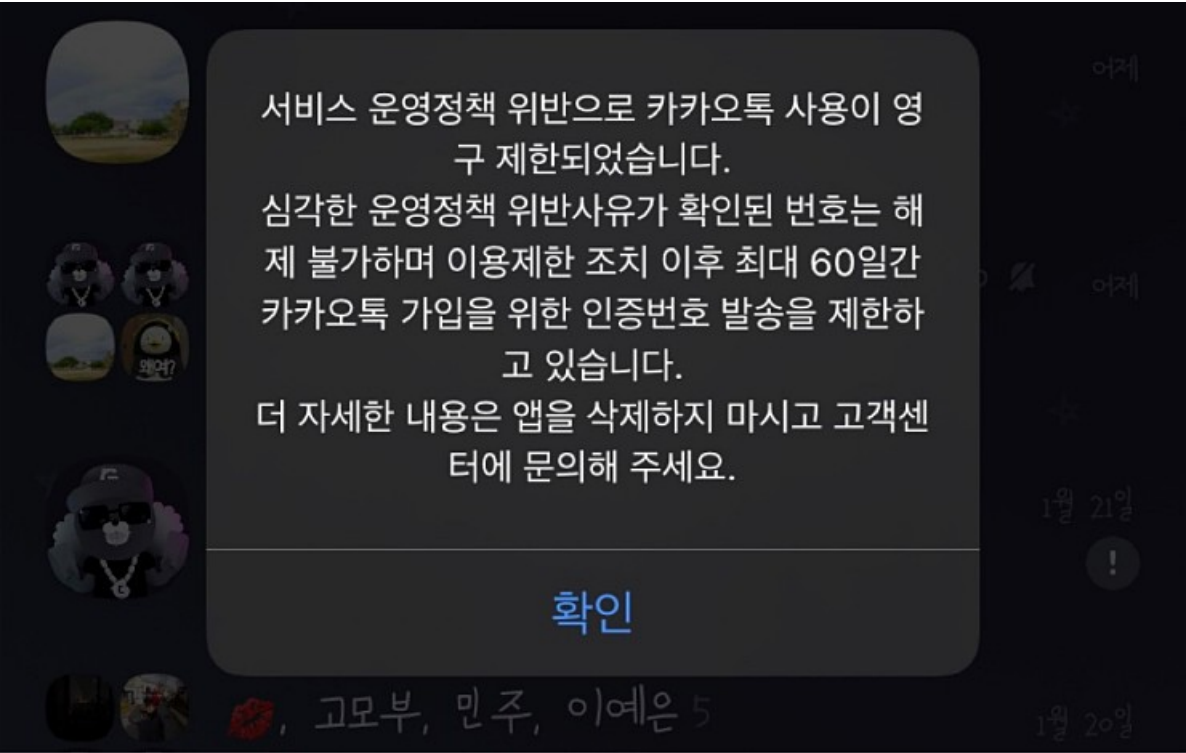 어제
서비스 운영정책 위반으로 카카오톡 사용이 영
구 제한되었습니다.
심각한 운영정책 위반사유가 확인된 번호는 해
제 불가하며 이용제한 조치 이후 최대 60일간
카카오톡 가입을 위한 인증번호 발송을 제한하
고 있습니다.
더 자세한 내용은 앱을 삭제하지 마시고 고객센
터에 문의해 주세요.
어제
왜여?
1월 21일
!
확인
, 고모부, 민주, 이예은 5
1월 20일